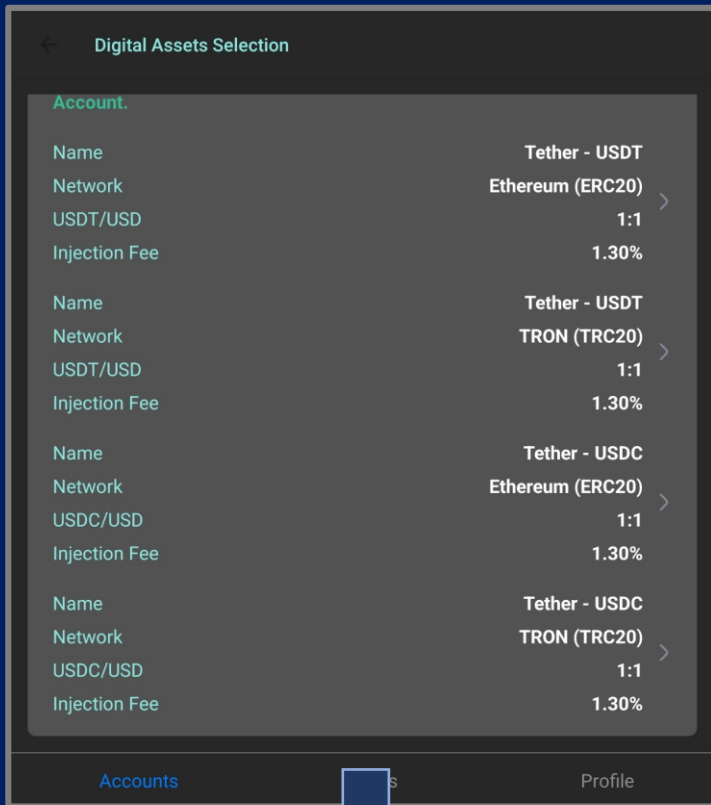 Digital Assets Selection
Account.
Name Tether - USDT
Network Ethereum (ERC20)
USDT/USD 1:1
Injection Fee 1.30%
Name Tether - USDT
Network TRON (TRC20)
USDT/USD 1:1
Injection Fee 1.30%
Name Tether - USDC
Network Ethereum (ERC20)
USDC/USD 1:1
Injection Fee 1.30%
Name Tether - USDC
Network TRON (TRC20)
USDC/USD 1:1
Injection Fee 1.30%
Accounts Profile